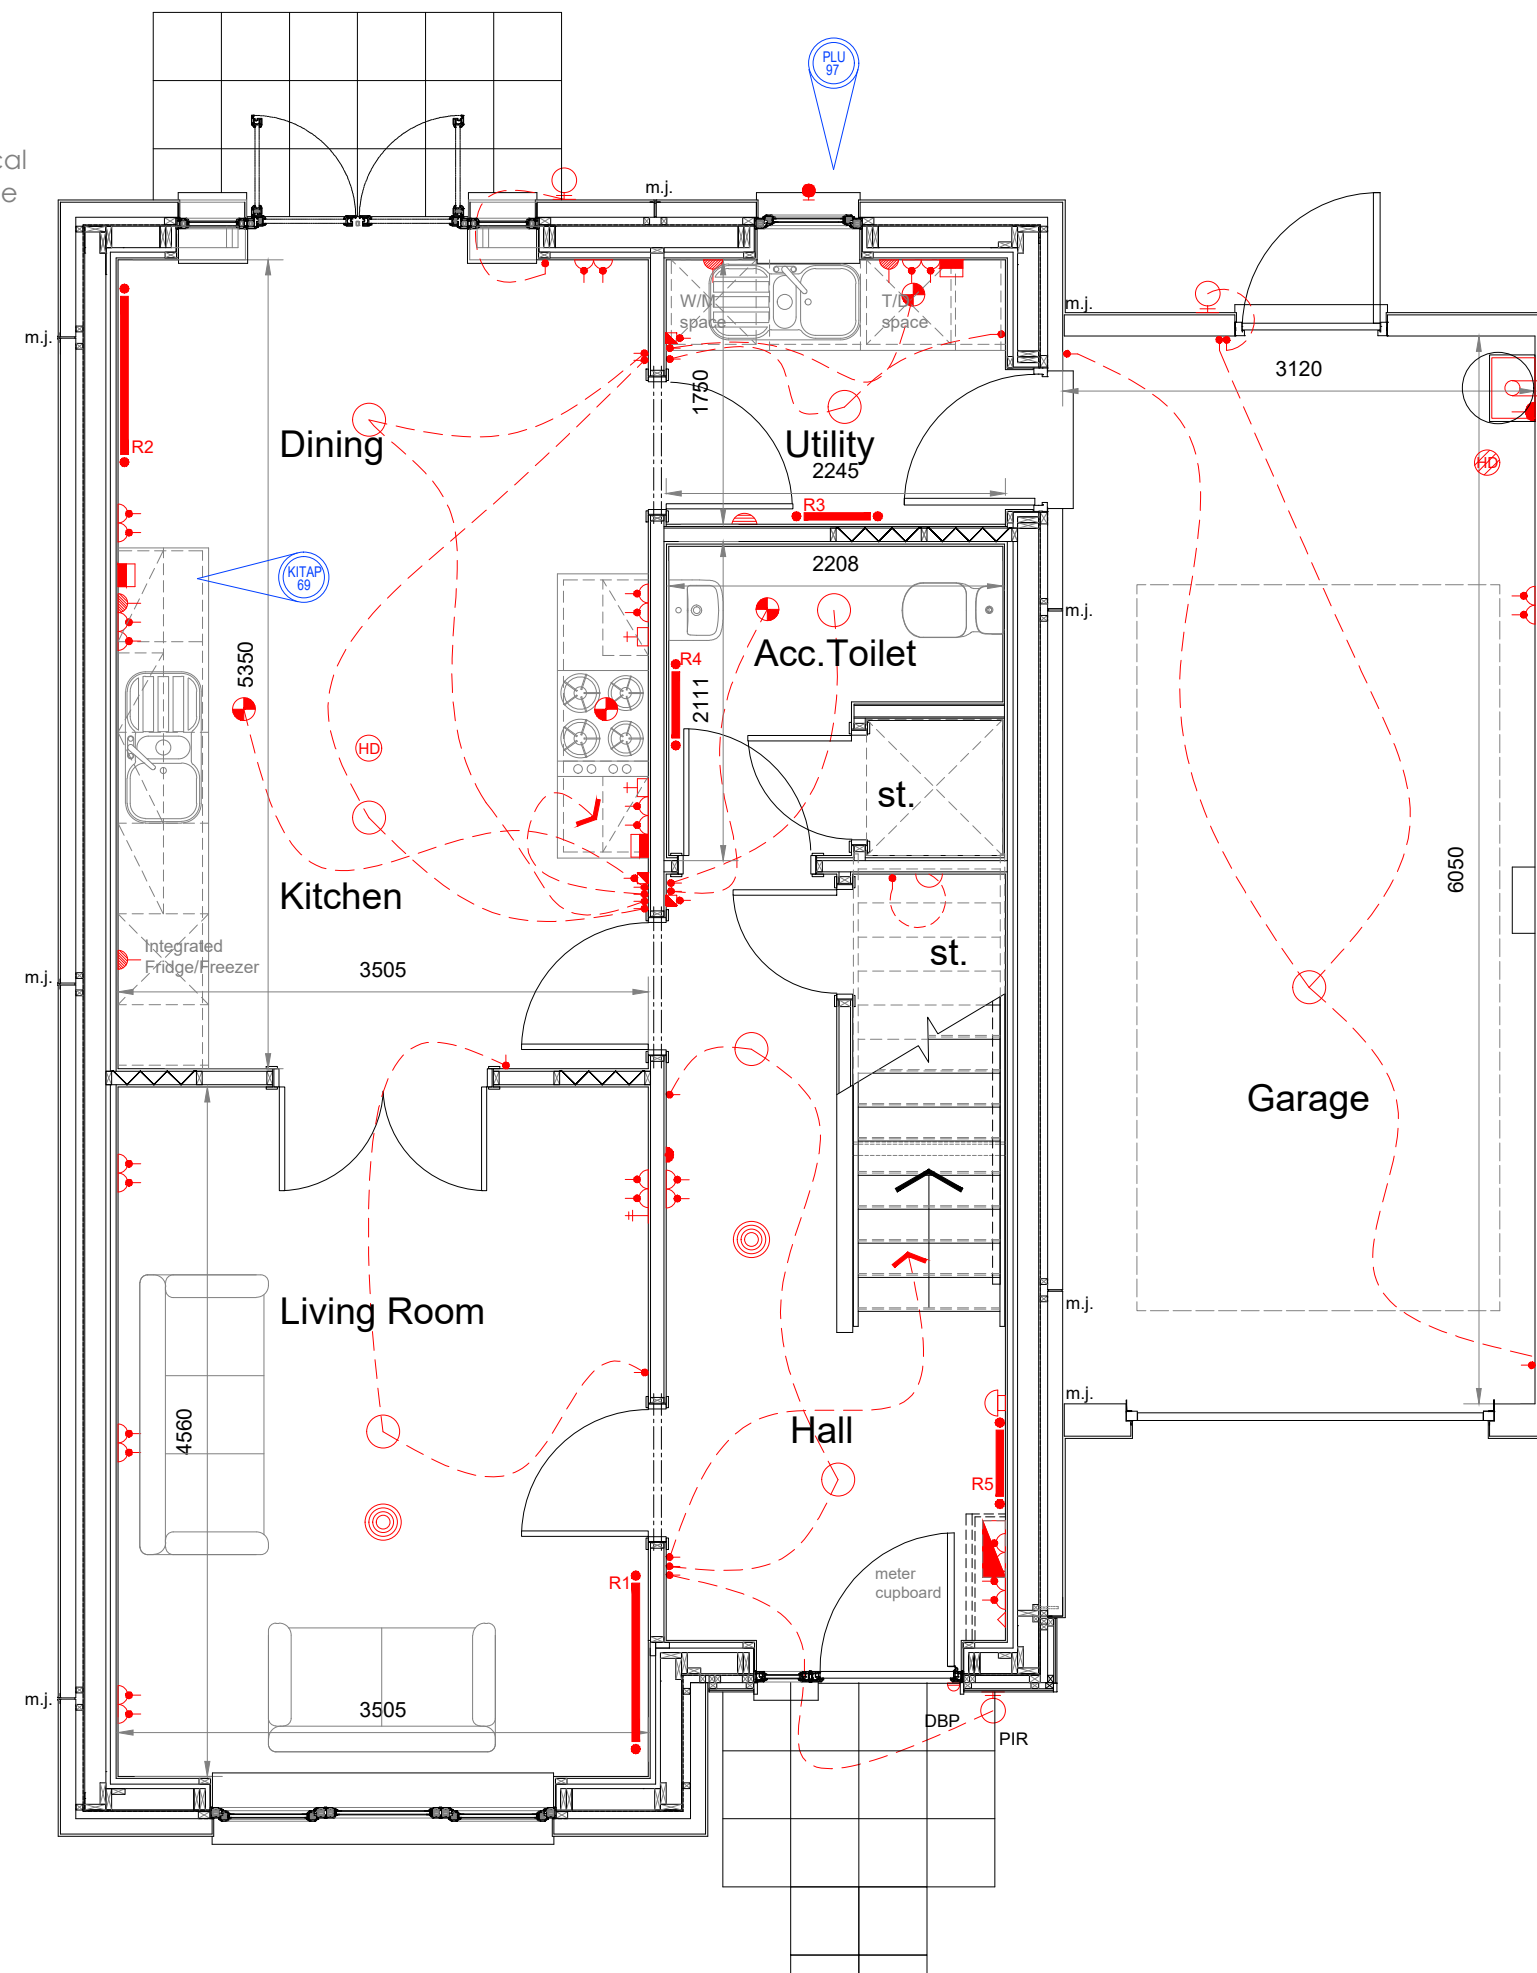 cal
e
PLU
97
m.j.
m.j.
m.j.
W/M
space
T/D
space
1750
3120
R2
Dining
Utility
2245
HD
R3
2208
KITAP
69
m.j.
5350
Acc.Toilet
R4
2111
HD
st.
6050
Kitchen
Integrated
Fridge/Freezer
st.
3505
m.j.
Garage
Living Room
m.j.
4560
Hall
m.j.
R5
R1
meter
cupboard
m.j.
3505
DBP
PIR